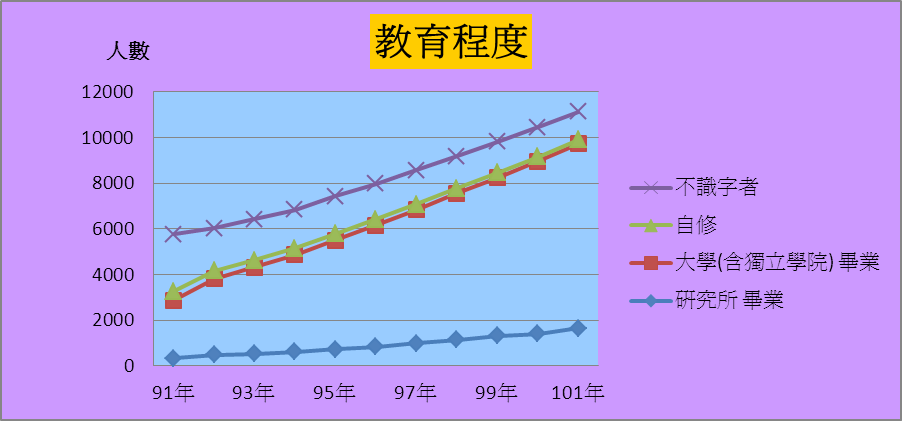 教育程度
人數
12000
10000
8000
6000
4000
2000
0
91年 93年 95年 97年 99年 101年
不識字者
自修
大學(含獨立學院) 畢業
研究所 畢業